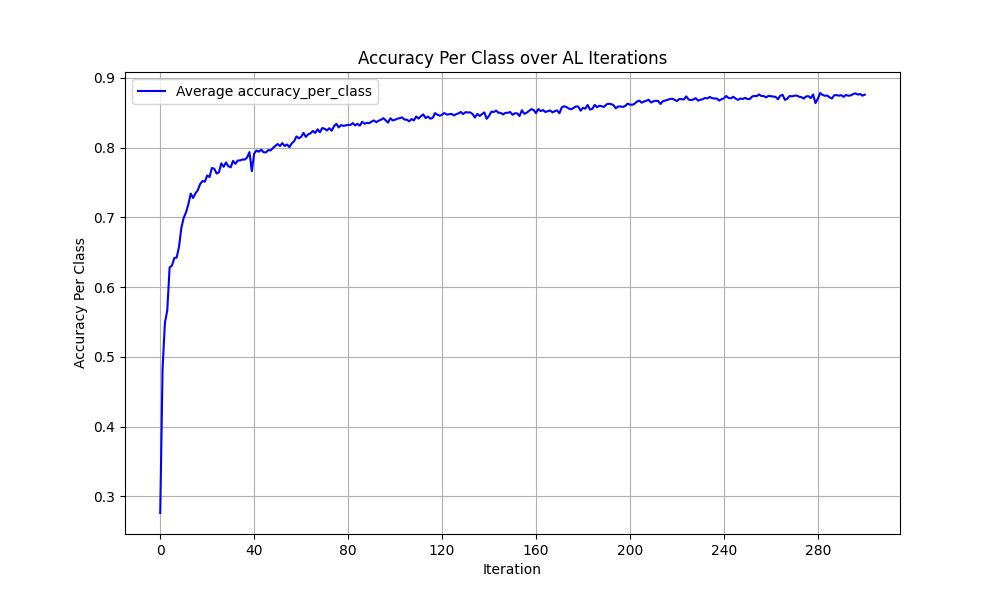 Accuracy Per Class over AL Iterations
Average accuracy_per_class
Accuracy Per Class
0.9
0.8
0.7
0.6
0.5
0.4
0.3
0 40 80 120 160 200 240 280
Iteration